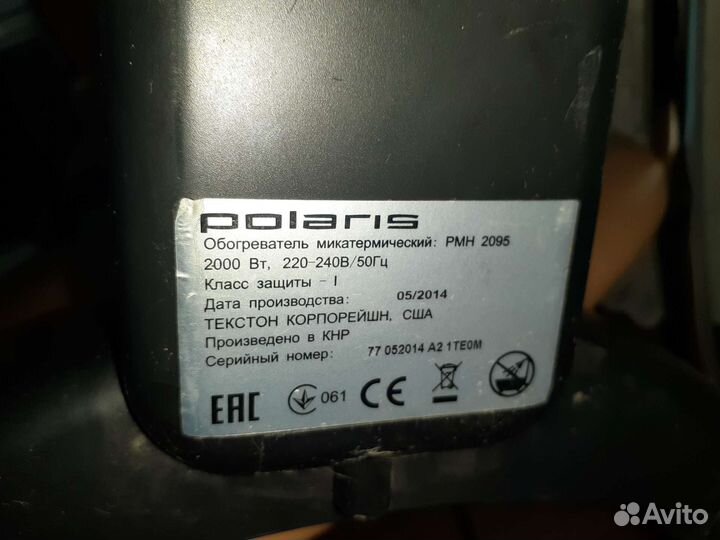 polaris
Обогреватель микатермический: PMH 2095
2000 Вт, 220-240В/50Гц
Класс защиты - I
Дата производства: 05/2014
ТЕКСТОН КОРПОРЕЙШН, США
Произведено в КНР
Серийный номер: 77 052014 A2 1TE0M
EAC 061 CE
Avito